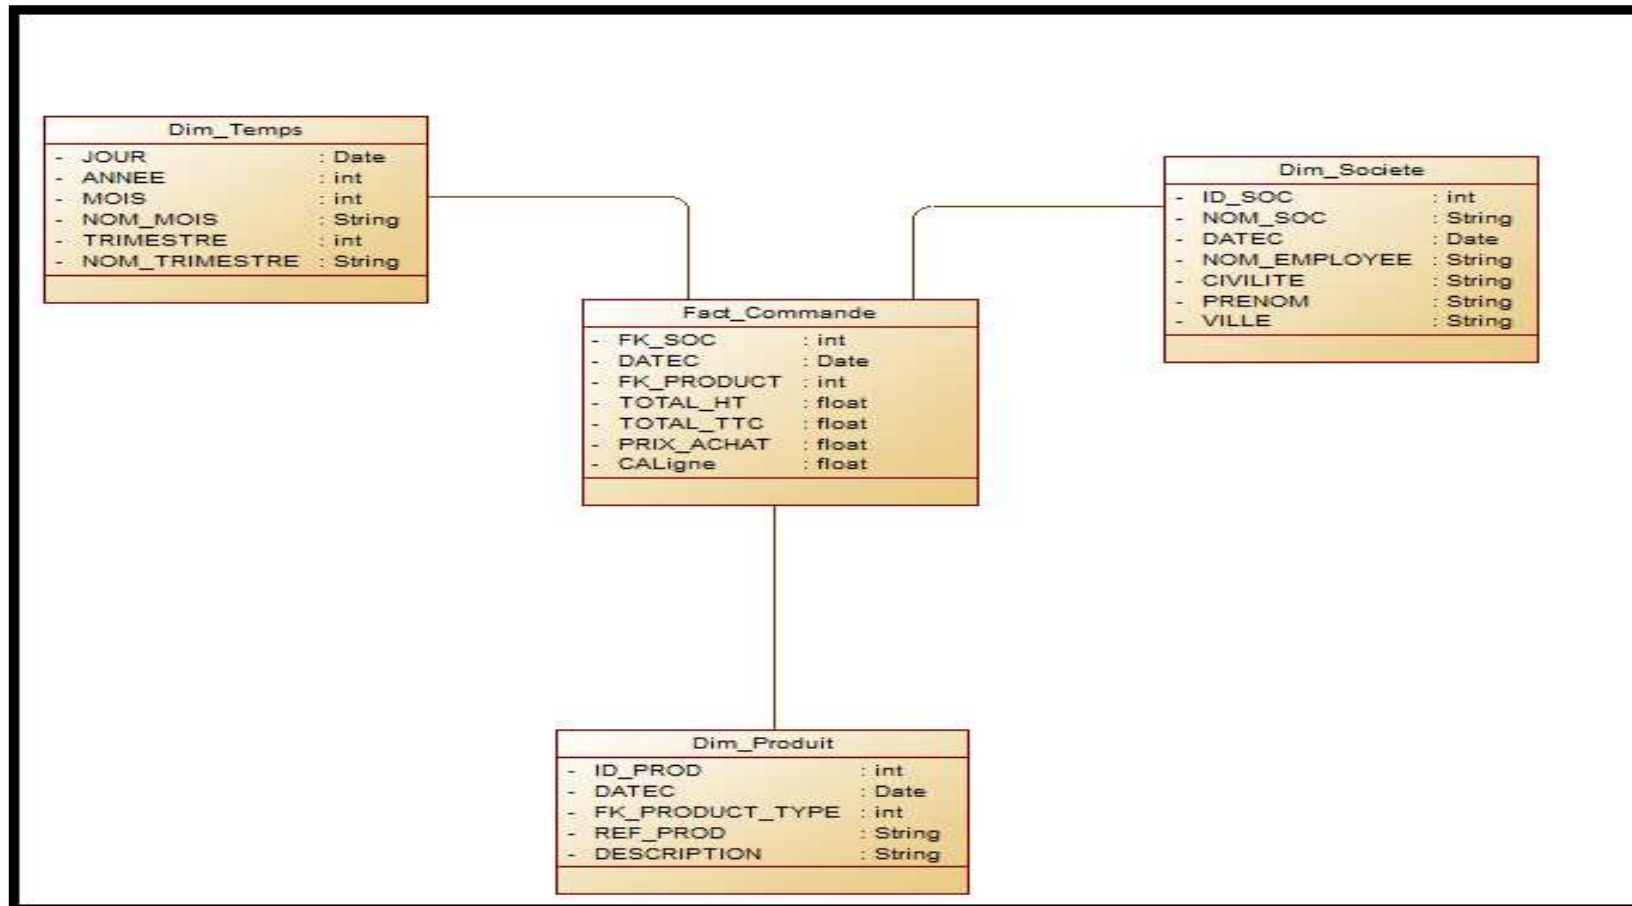 Dim_Temps
- JOUR : Date
- ANNEE : int
- MOIS : int
- NOM_MOIS : String
- TRIMESTRE : int
- NOM_TRIMESTRE : String
Dim_Societe
- ID_SOC : int
- NOM_SOC : String
- DATEC : Date
- NOM_EMPLOYEE : String
- CIVILITE : String
- PRENOM : String
- VILLE : String
Fact_Commande
- FK_SOC : int
- DATEC : Date
- FK_PRODUCT : int
- TOTAL_HT : float
- TOTAL_TTC : float
- PRIX_ACHAT : float
- CALigne : float
Dim_Produit
- ID_PROD : int
- DATEC : Date
- FK_PRODUCT_TYPE : int
- REF_PROD : String
- DESCRIPTION : String